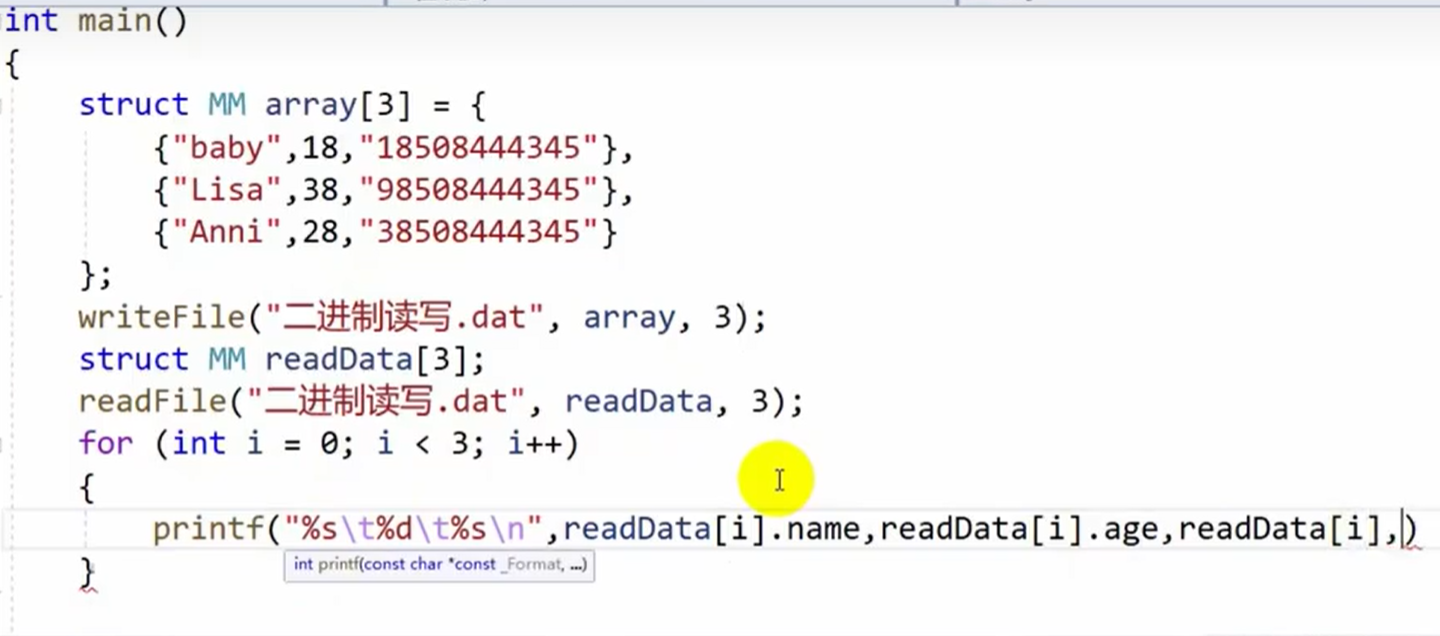 int main()
{
    struct MM array[3] = {
        {"baby",18,"18508444345"},
        {"Lisa",38,"98508444345"},
        {"Anni",28,"38508444345"}
    };
    writeFile("二进制读写.dat", array, 3);
    struct MM readData[3];
    readFile("二进制读写.dat", readData, 3);
    for (int i = 0; i < 3; i++)
    {
        printf("%s\t%d\t%s\n",readData[i].name,readData[i].age,readData[i],)
int printf(const char *const _Format, ...)
    }